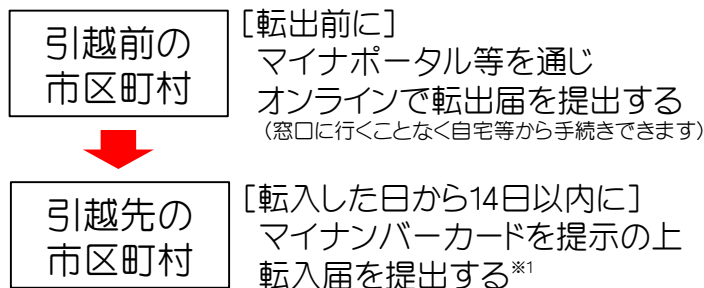 引越前の
市区町村
[転出前に]
マイナポータル等を通じ
オンラインで転出届を提出する
（窓口に行くことなく自宅等から手続きできます）
引越先の
市区町村
[転入した日から14日以内に]
マイナンバーカードを提示の上
転入届を提出する※1